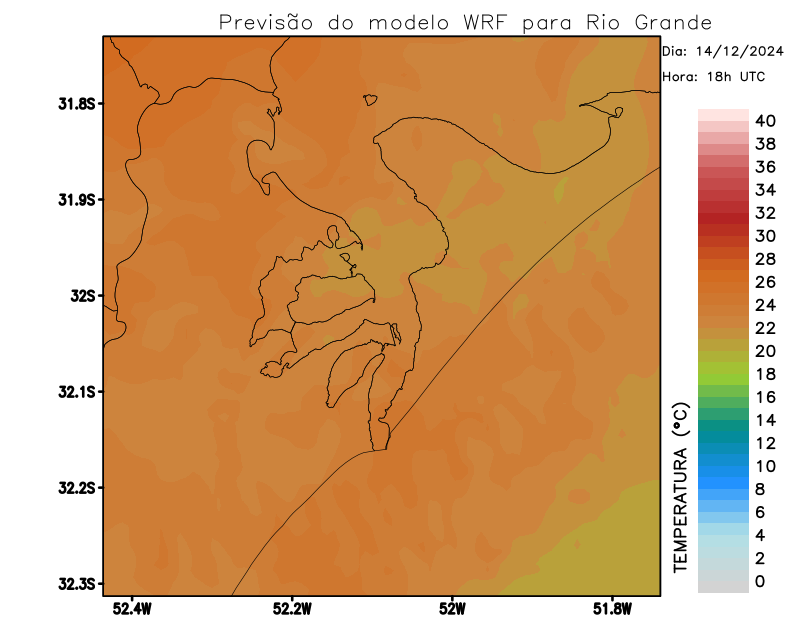 Previsão do modelo WRF para Rio Grande
Dia: 14/12/2024
Hora: 18h UTC
31.8S
31.9S
32S
32.1S
32.2S
32.3S
52.4W
52.2W
52W
51.8W
TEMPERATURA (°C)
40
38
36
34
32
30
28
26
24
22
20
18
16
14
12
10
8
6
4
2
0